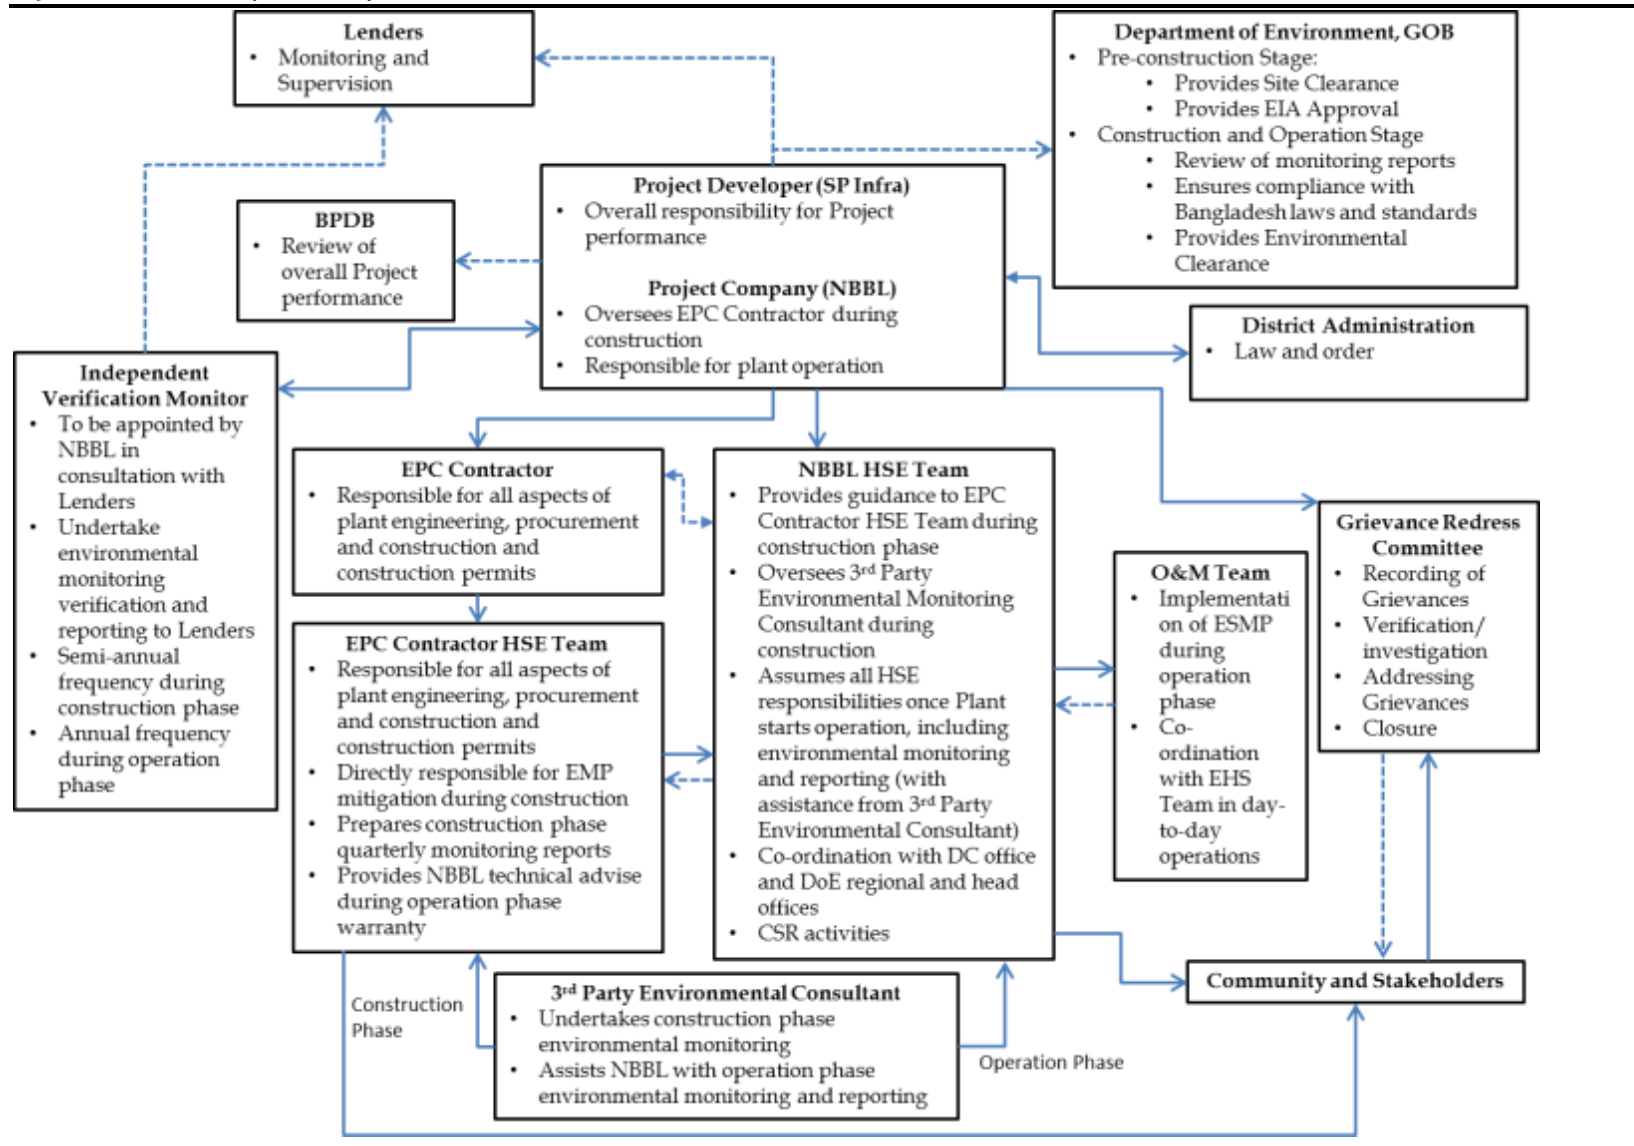 Lenders
• Monitoring and
Supervision
Department of Environment, GOB
• Pre-construction Stage:
• Provides Site Clearance
• Provides EIA Approval
• Construction and Operation Stage
• Review of monitoring reports
• Ensures compliance with
Bangladesh laws and standards
• Provides Environmental
Clearance
Project Developer (SP Infra)
• Overall responsibility for Project
performance
Project Company (NBBL)
• Oversees EPC Contractor during
construction
• Responsible for plant operation
BPDB
• Review of
overall Project
performance
District Administration
• Law and order
Independent
Verification Monitor
• To be appointed by
NBBL in
consultation with
Lenders
• Undertake
environmental
monitoring
verification and
reporting to Lenders
• Semi-annual
frequency during
construction phase
• Annual frequency
during operation
phase
EPC Contractor
• Responsible for all aspects of
plant engineering, procurement
and construction and
construction permits
EPC Contractor HSE Team
• Responsible for all aspects of
plant engineering, procurement
and construction and
construction permits
• Directly responsible for EMP
mitigation during construction
• Prepares construction phase
quarterly monitoring reports
• Provides NBBL technical advise
during operation phase
warranty
NBBL HSE Team
• Provides guidance to EPC
Contractor HSE Team during
construction phase
• Oversees 3rd Party
Environmental Monitoring
Consultant during
construction
• Assumes all HSE
responsibilities once Plant
starts operation, including
environmental monitoring
and reporting (with
assistance from 3rd Party
Environmental Consultant)
• Co-ordination with DC office
and DoE regional and head
offices
• CSR activities
O&M Team
• Implementati
on of ESMP
during
operation
phase
• Co-
ordination
with EHS
Team in day-
to-day
operations
Grievance Redress
Committee
• Recording of
Grievances
• Verification/
investigation
• Addressing
Grievances
• Closure
Community and Stakeholders
Construction
Phase
3rd Party Environmental Consultant
• Undertakes construction phase
environmental monitoring
• Assists NBBL with operation phase
environmental monitoring and reporting
Operation Phase